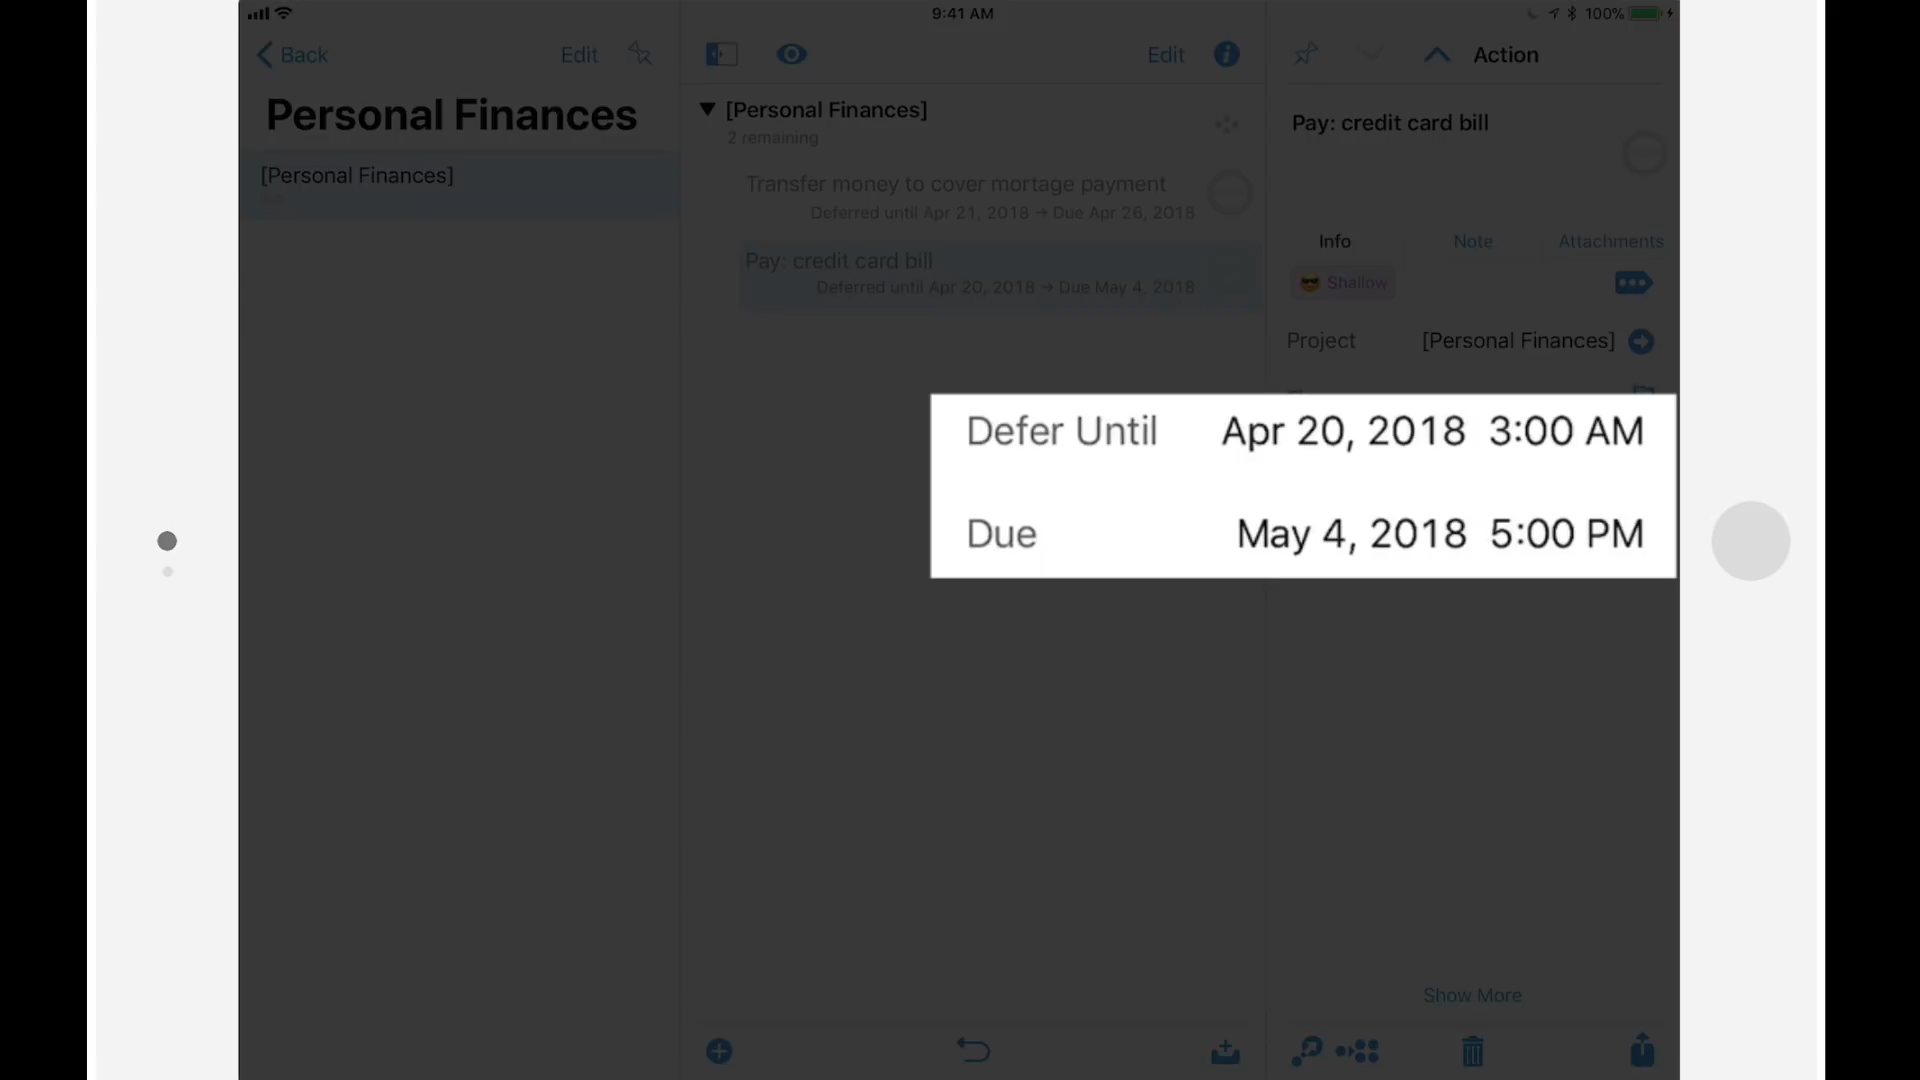 9:41 AM
100%
Back
Edit
Edit
Action
Personal Finances
[Personal Finances]
[Personal Finances]
2 remaining
Transfer money to cover mortage payment
Deferred until Apr 21, 2018 → Due Apr 26, 2018
Pay: credit card bill
Deferred until Apr 20, 2018 → Due May 4, 2018
Pay: credit card bill
Info
Note
Attachments
😎 Shallow
Project
[Personal Finances]
Defer Until
Apr 20, 2018 3:00 AM
Due
May 4, 2018 5:00 PM
Show More